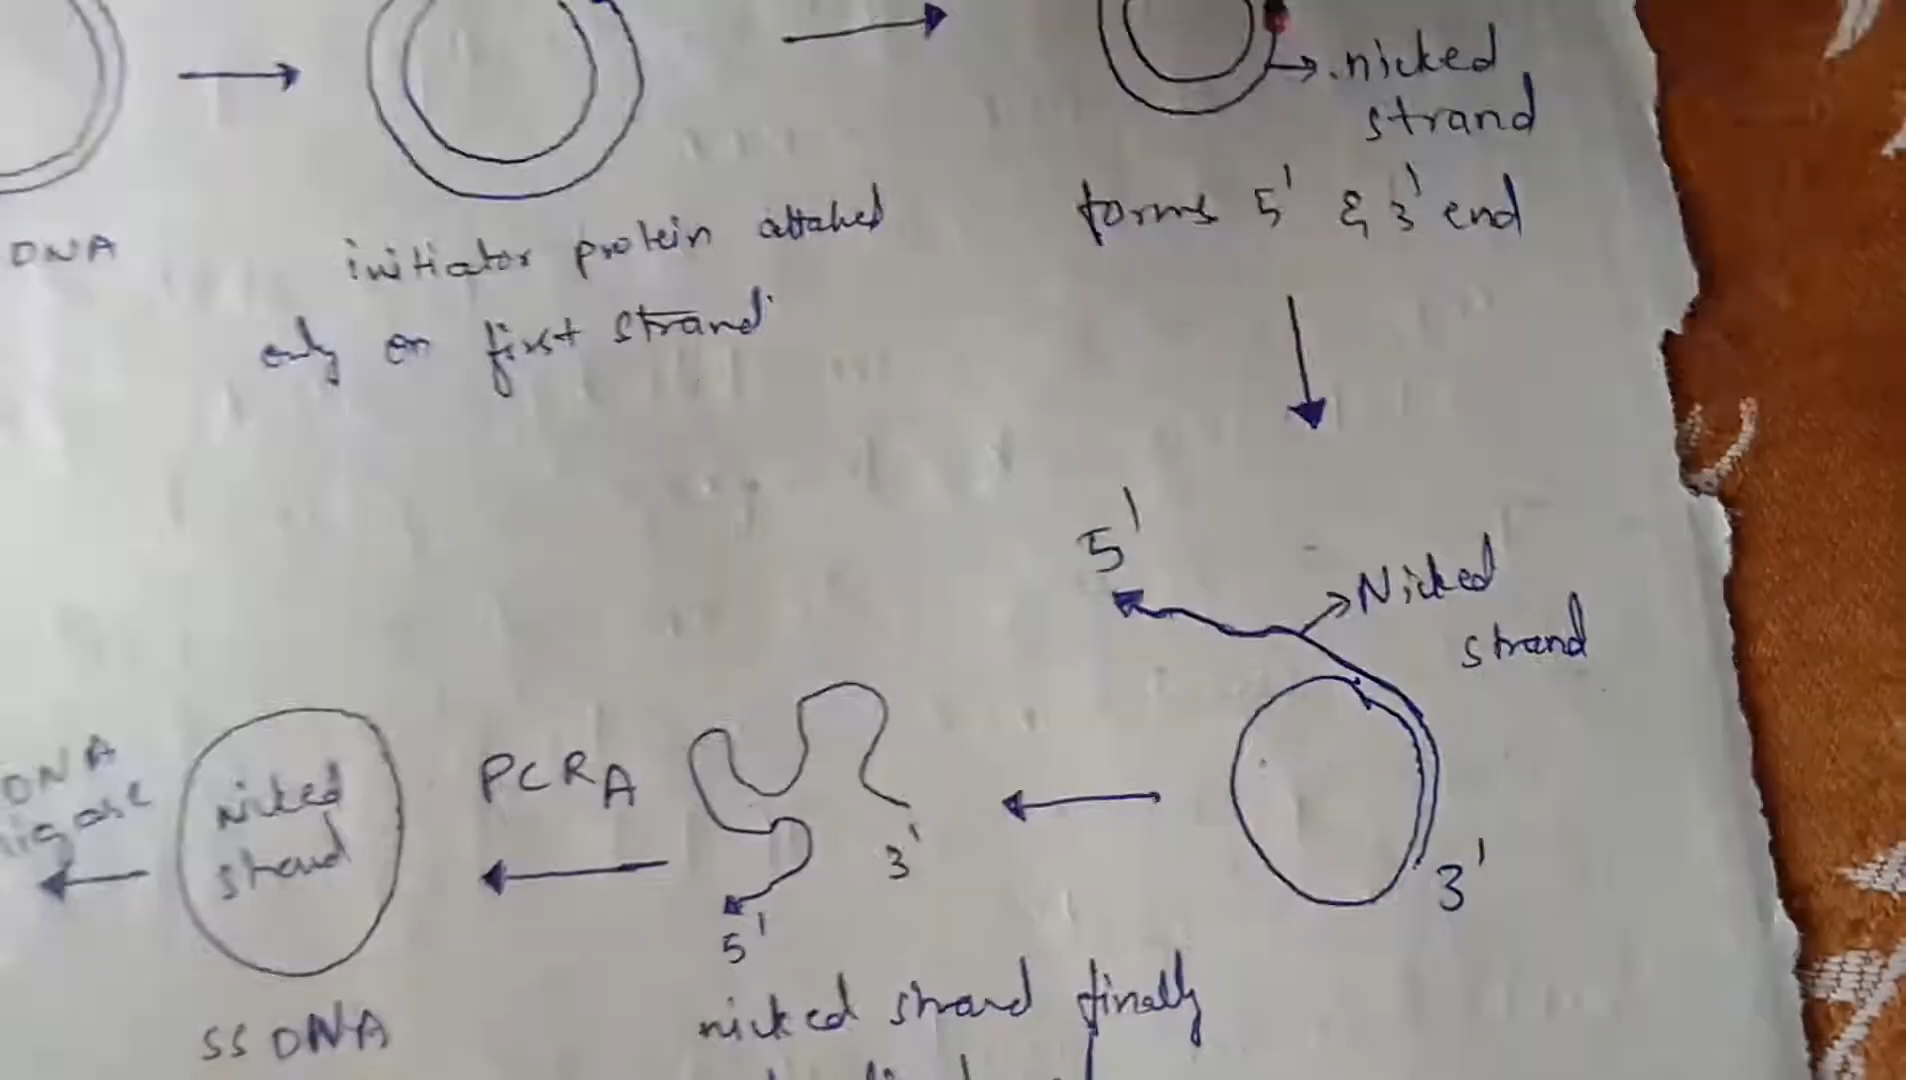 DNA
initiator protein attached
only on first strand
nicked
strand
forms 5' & 3' end
5'
Nicked
strand
3'
3'
5'
nicked strand finally
PCRA
nicked
strand
SS DNA
DNA
ligase